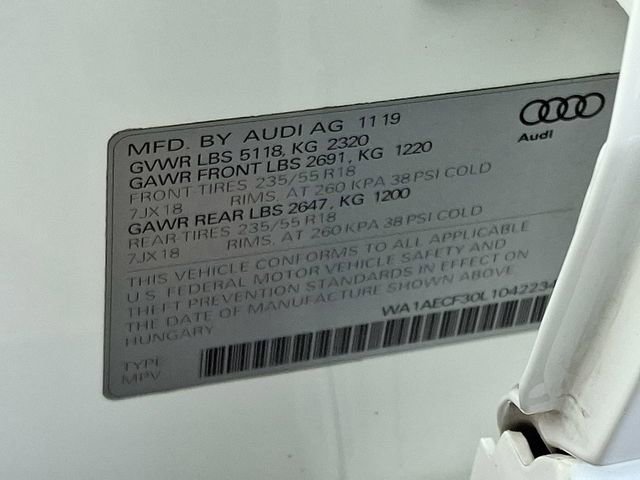 MFD. BY AUDI AG 11 19
GVWR LBS 5118, KG 2320
GAWR FRONT LBS 2691, KG 1220
FRONT TIRES 235/55 R18
7JX18 RIMS, AT 260 KPA 38 PSI COLD
GAWR REAR LBS 2647, KG 1200
REAR TIRES 235/55 R18
7JX18 RIMS, AT 260 KPA 38 PSI COLD
Audi
THIS VEHICLE CONFORMS TO ALL APPLICABLE
U.S FEDERAL MOTOR VEHICLE SAFETY AND
THEFT PREVENTION STANDARDS IN EFFECT ON
THE DATE OF MANUFACTURE SHOWN ABOVE
HUNGARY
WA1AECF30L1042234
TYPE
MPV